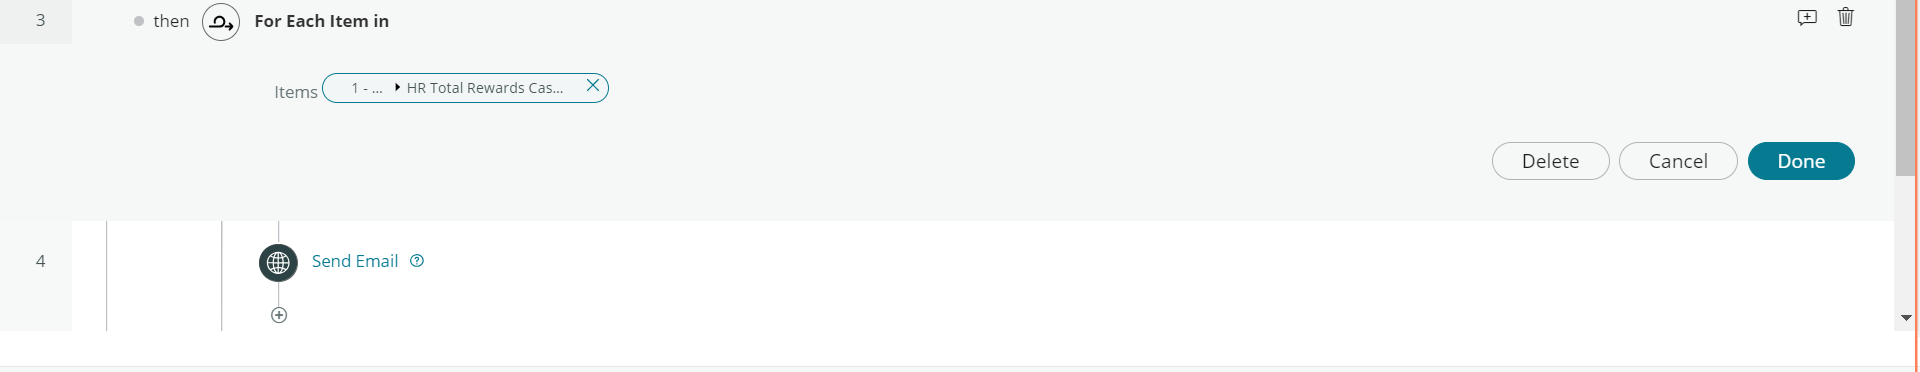 3 then For Each Item in
Items 1 - ... HR Total Rewards Cas...
Delete Cancel Done
4 Send Email